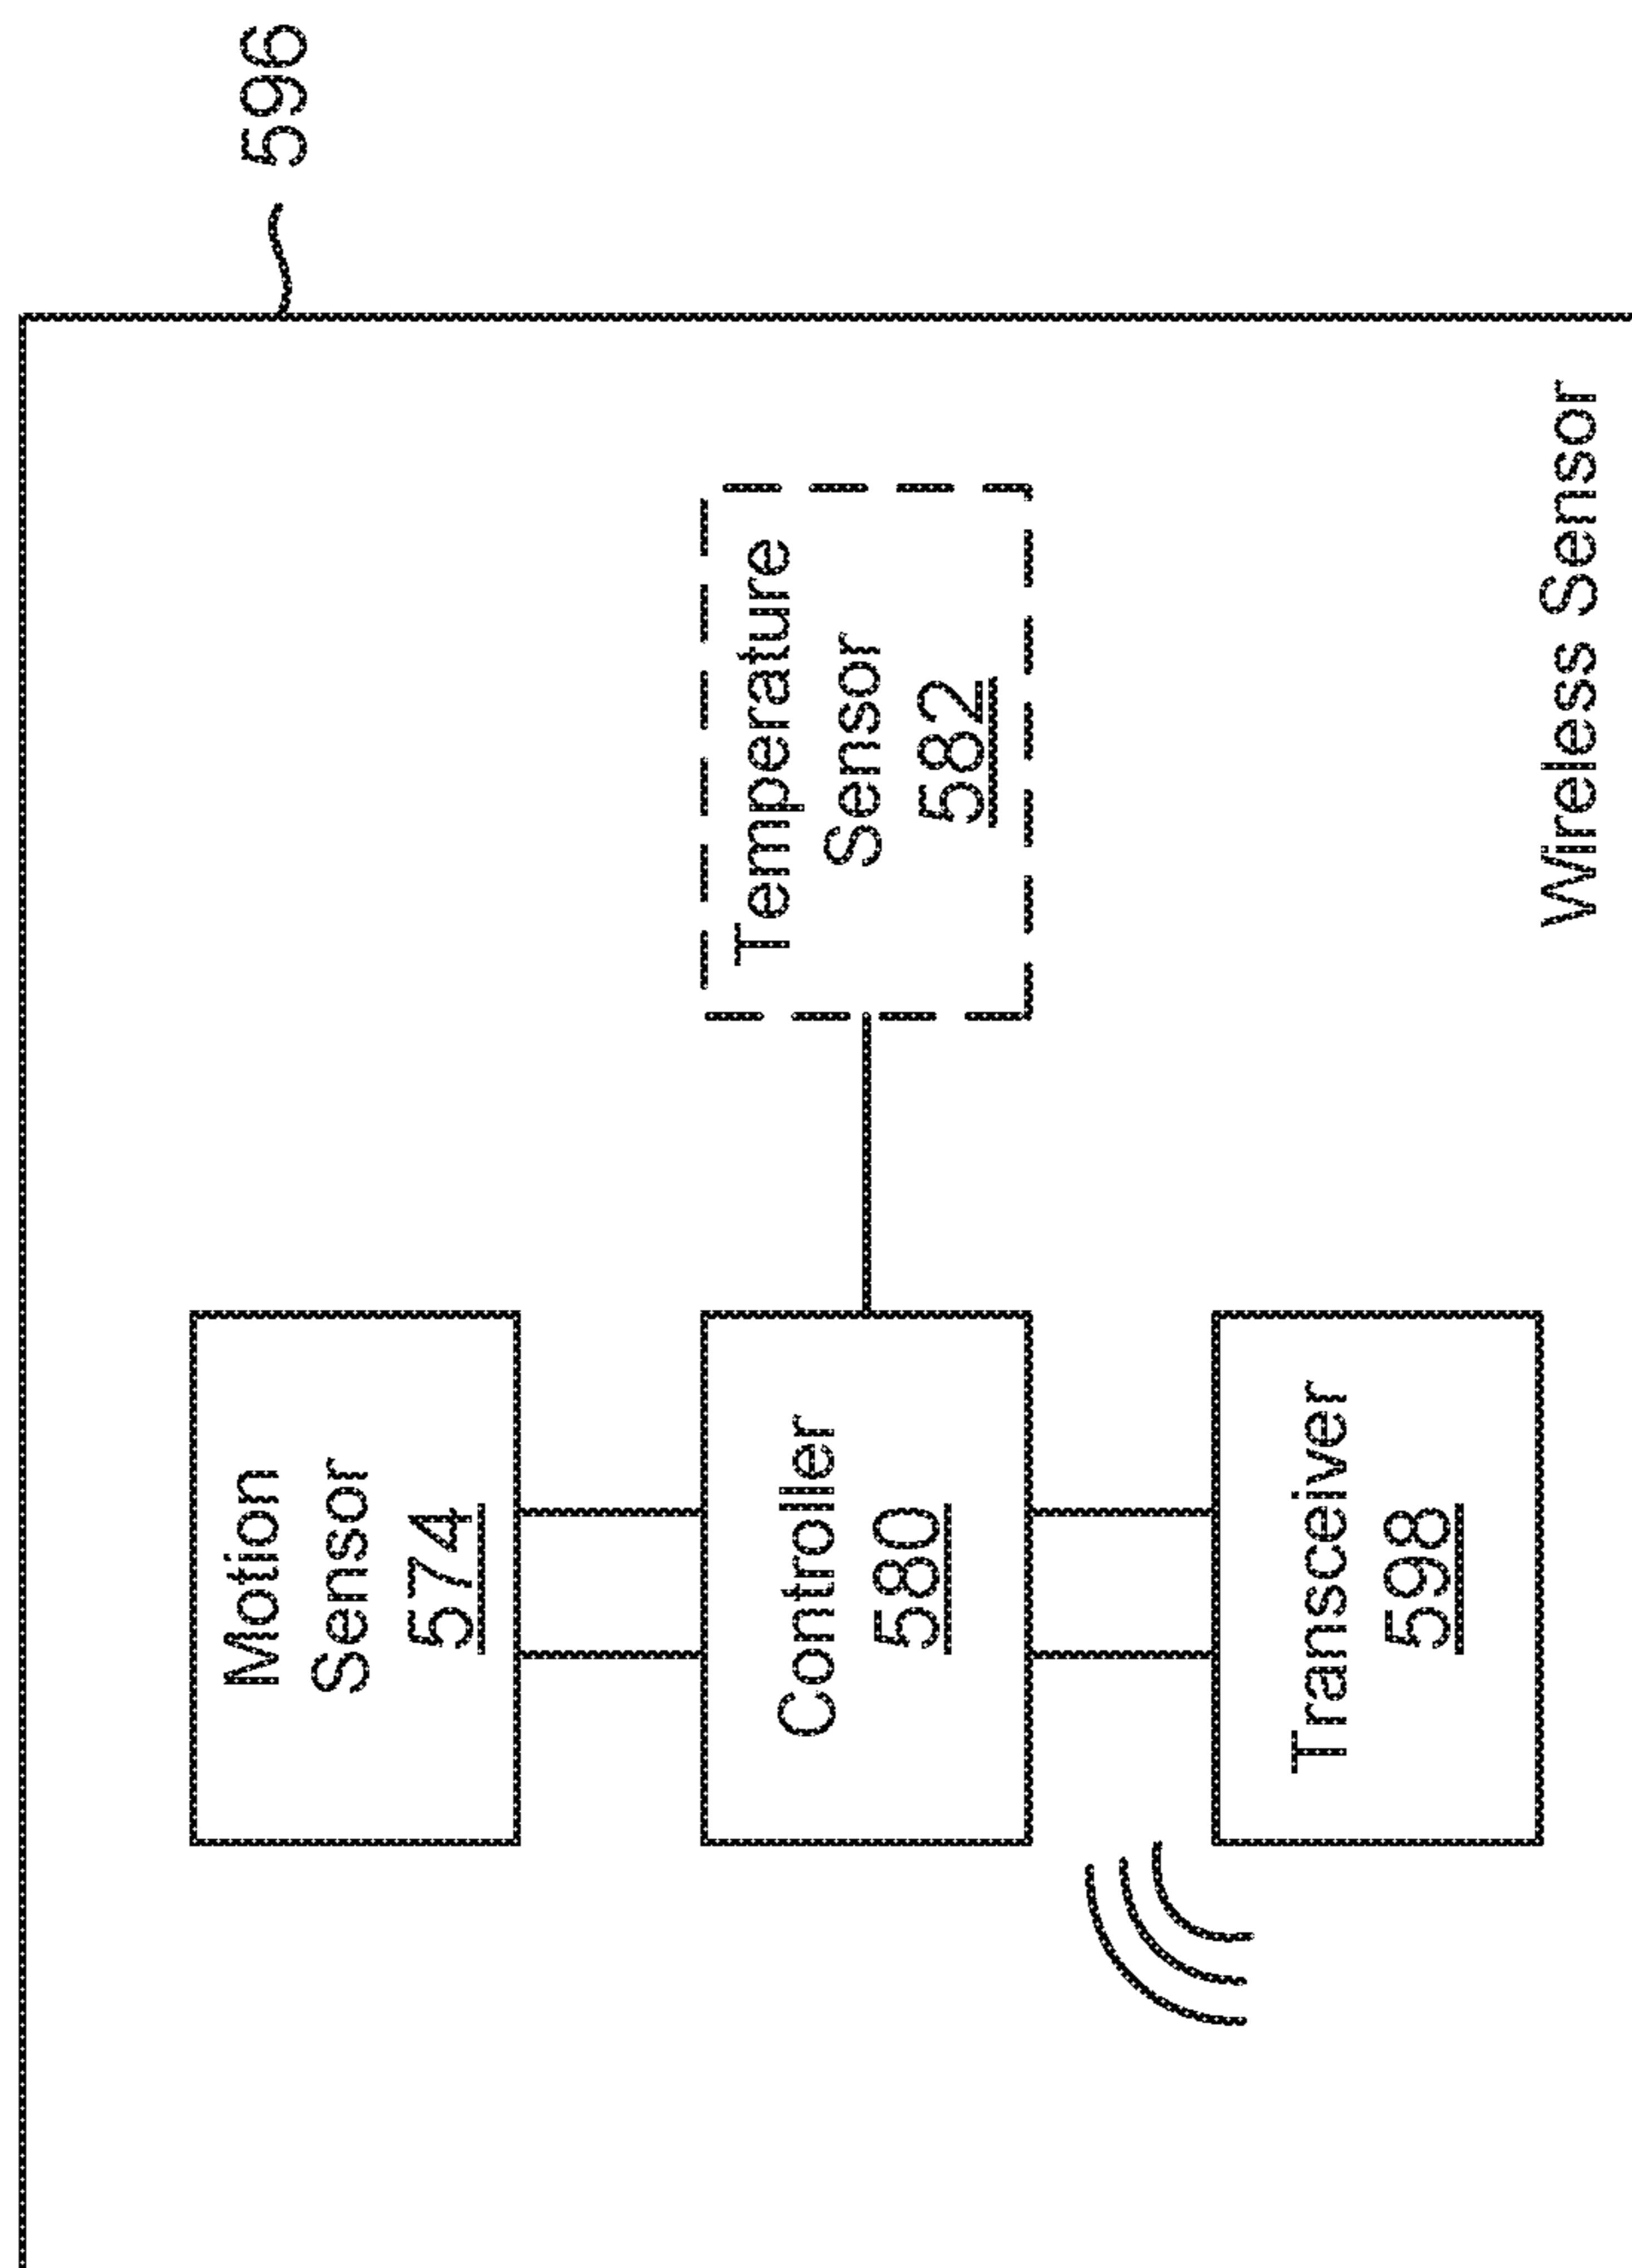 596
Motion
Sensor
574
Controller
580
Temperature
Sensor
582
Transceiver
598
Wireless Sensor